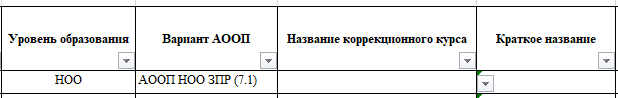 Уровень образования Вариант АООП Название коррекционного курса Краткое название
НОО АООП НОО ЗПР (7.1)